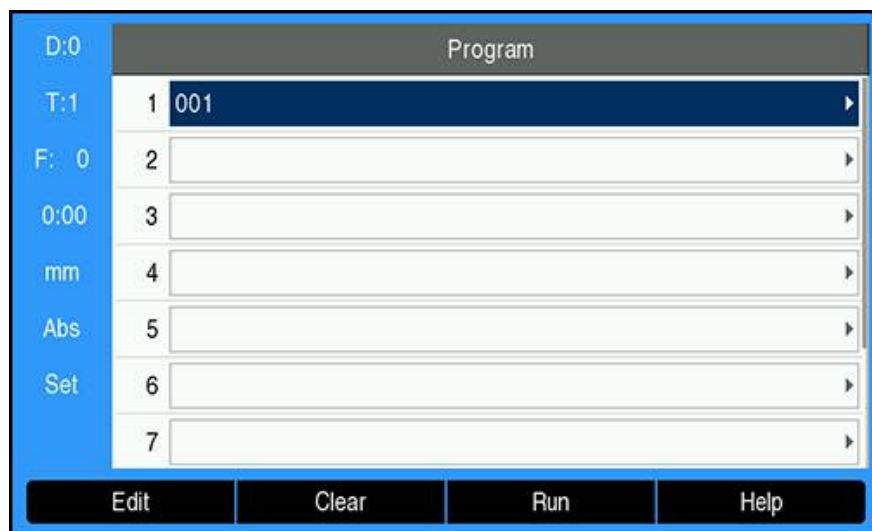 D:0
Program
T:1
1 001
F: 0
2
0:00
3
mm
4
Abs
5
Set
6
7
Edit Clear Run Help